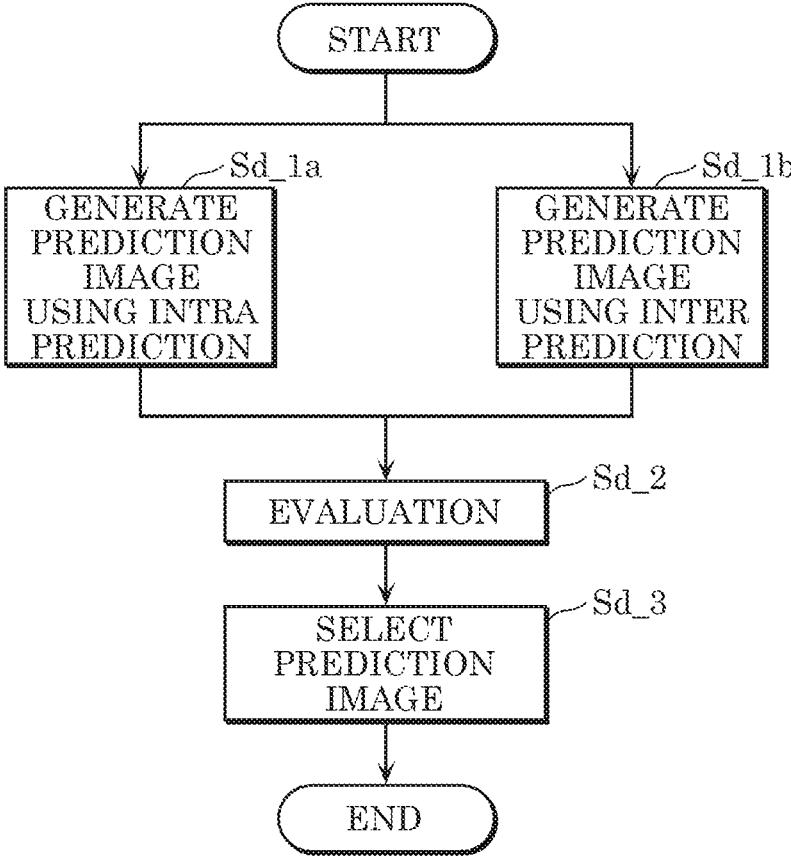 START
Sd_1a
GENERATE
PREDICTION
IMAGE
USING INTRA
PREDICTION
Sd_1b
GENERATE
PREDICTION
IMAGE
USING INTER
PREDICTION
Sd_2
EVALUATION
Sd_3
SELECT
PREDICTION
IMAGE
END